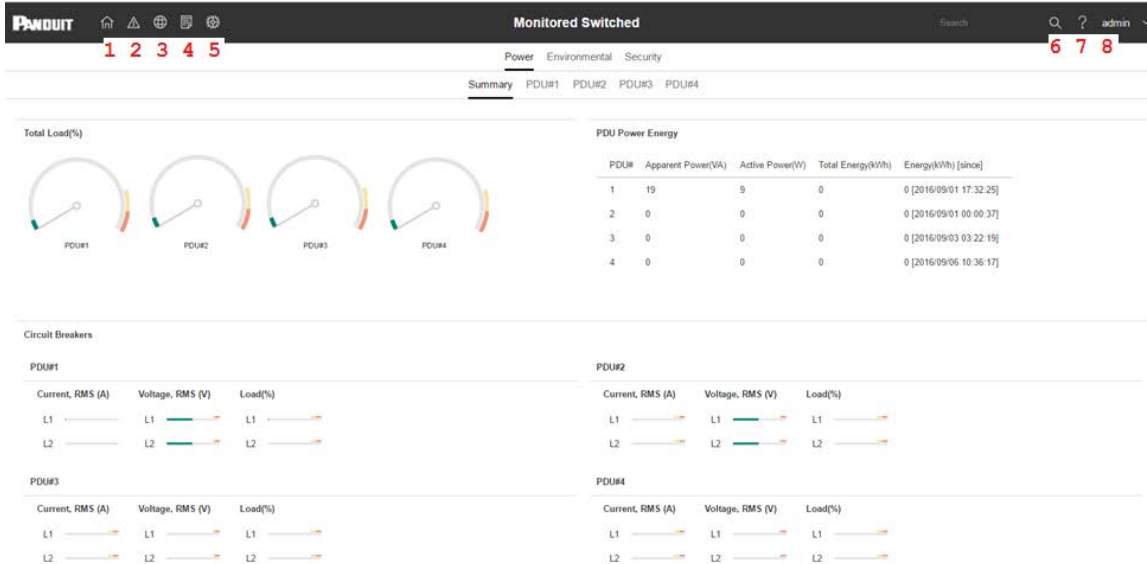 PANDUIT Monitored Switched Search admin
1 2 3 4 5 6 7 8
Power Environmental Security
Summary PDU#1 PDU#2 PDU#3 PDU#4
Total Load(%)
PDU#1 PDU#2 PDU#3 PDU#4
PDU Power Energy
PDU# Apparent Power(VA) Active Power(W) Total Energy(kWh) Energy(kWh) [since]
1 19 9 0 0 [2016/09/01 17:32:25]
2 0 0 0 0 [2016/09/01 00:00:37]
3 0 0 0 0 [2016/09/03 03:22:19]
4 0 0 0 0 [2016/09/06 10:36:17]
Circuit Breakers
PDU#1
Current, RMS (A) Voltage, RMS (V) Load(%)
L1 L1 L1
L2 L2 L2
PDU#2
Current, RMS (A) Voltage, RMS (V) Load(%)
L1 L1 L1
L2 L2 L2
PDU#3
Current, RMS (A) Voltage, RMS (V) Load(%)
L1 L1 L1
L2 L2 L2
PDU#4
Current, RMS (A) Voltage, RMS (V) Load(%)
L1 L1 L1
L2 L2 L2